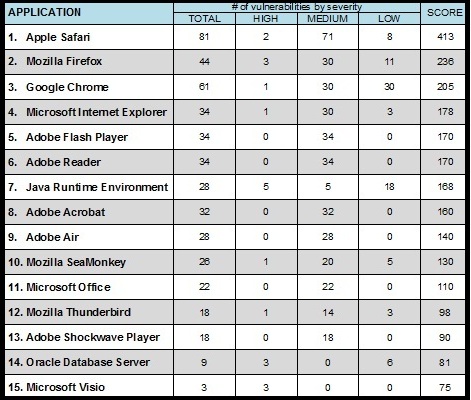 APPLICATION # of vulnerabilities by severity SCORE
TOTAL HIGH MEDIUM LOW
1. Apple Safari 81 2 71 8 413
2. Mozilla Firefox 44 3 30 11 236
3. Google Chrome 61 1 30 30 205
4. Microsoft Internet Explorer 34 1 30 3 178
5. Adobe Flash Player 34 0 34 0 170
6. Adobe Reader 34 0 34 0 170
7. Java Runtime Environment 28 5 5 18 168
8. Adobe Acrobat 32 0 32 0 160
9. Adobe Air 28 0 28 0 140
10. Mozilla SeaMonkey 26 1 20 5 130
11. Microsoft Office 22 0 22 0 110
12. Mozilla Thunderbird 18 1 14 3 98
13. Adobe Shockwave Player 18 0 18 0 90
14. Oracle Database Server 9 3 0 6 81
15. Microsoft Visio 3 3 0 0 75